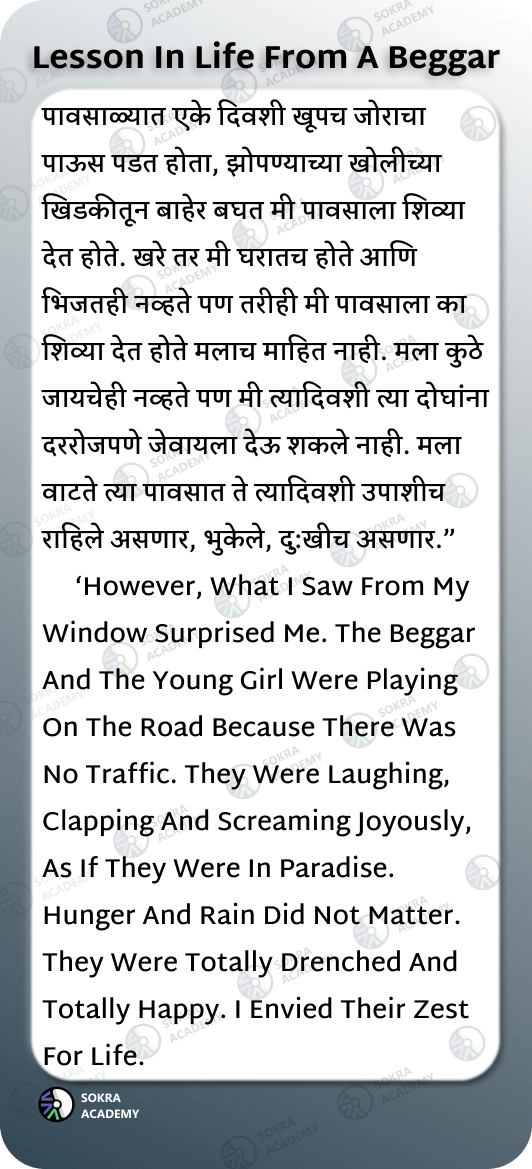 Lesson In Life From A Beggar
पावसाळ्यात एके दिवशी खूपच जोराचा
पाऊस पडत होता, झोपण्याच्या खोलीच्या
खिडकीतून बाहेर बघत मी पावसाला शिव्या
देत होते. खरे तर मी घरातच होते आणि
भिजतही नव्हते पण तरीही मी पावसाला का
शिव्या देत होते मलाच माहित नाही. मला कुठे
जायचेही नव्हते पण मी त्यादिवशी त्या दोघांना
दररोजपणे जेवायला देऊ शकले नाही. मला
वाटते त्या पावसात ते त्यादिवशी उपाशीच
राहिले असणार, भुकेले, दु:खीच असणार.”
‘However, What I Saw From My
Window Surprised Me. The Beggar
And The Young Girl Were Playing
On The Road Because There Was
No Traffic. They Were Laughing,
Clapping And Screaming Joyously,
As If They Were In Paradise.
Hunger And Rain Did Not Matter.
They Were Totally Drenched And
Totally Happy. I Envied Their Zest
For Life.
SOKRA
ACADEMY